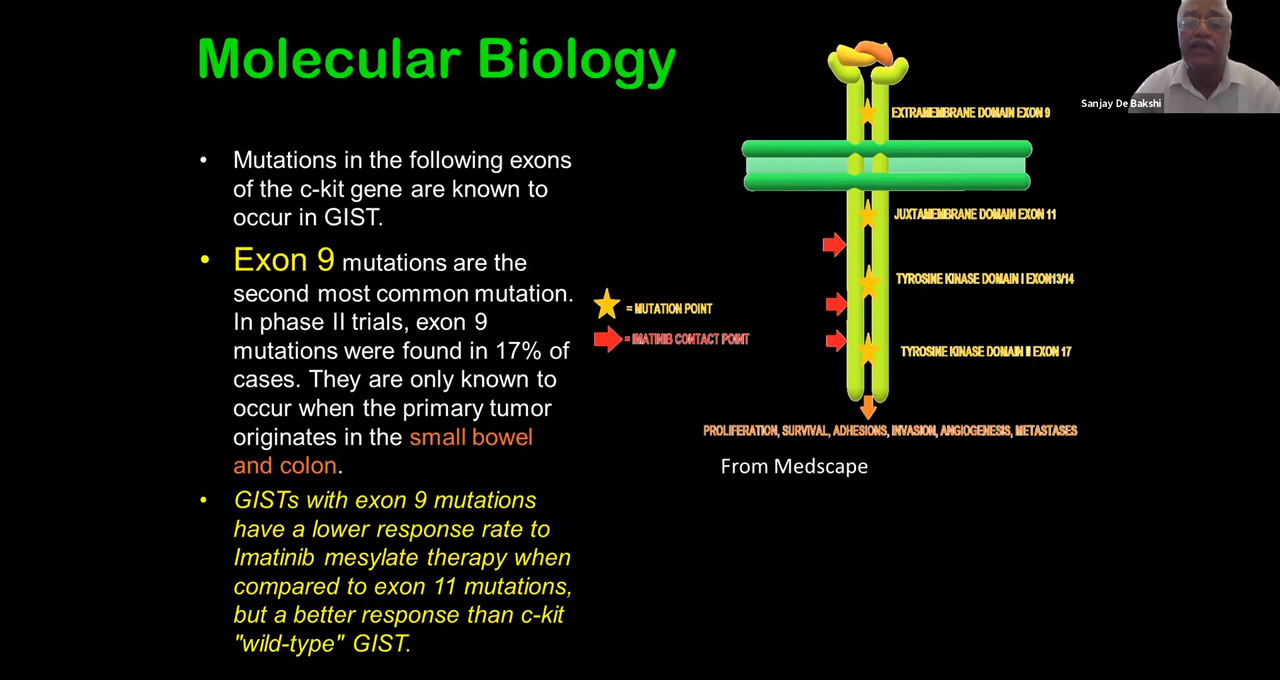 Molecular Biology
• Mutations in the following exons
of the c-kit gene are known to
occur in GIST.
• Exon 9 mutations are the
second most common mutation.
In phase II trials, exon 9
mutations were found in 17% of
cases. They are only known to
occur when the primary tumor
originates in the small bowel
and colon.
• GISTs with exon 9 mutations
have a lower response rate to
Imatinib mesylate therapy when
compared to exon 11 mutations,
but a better response than c-kit
"wild-type" GIST.
= MUTATION POINT
= IMATINIB CONTACT POINT
EXTRAMEMBRANE DOMAIN EXON 9
JUXTAMEMBRANE DOMAIN EXON 11
TYROSINE KINASE DOMAIN I EXON13/14
TYROSINE KINASE DOMAIN II EXON 17
PROLIFERATION, SURVIVAL, ADHESIONS, INVASION, ANGIOGENESIS, METASTASES
From Medscape
Sanjay De Bakshi